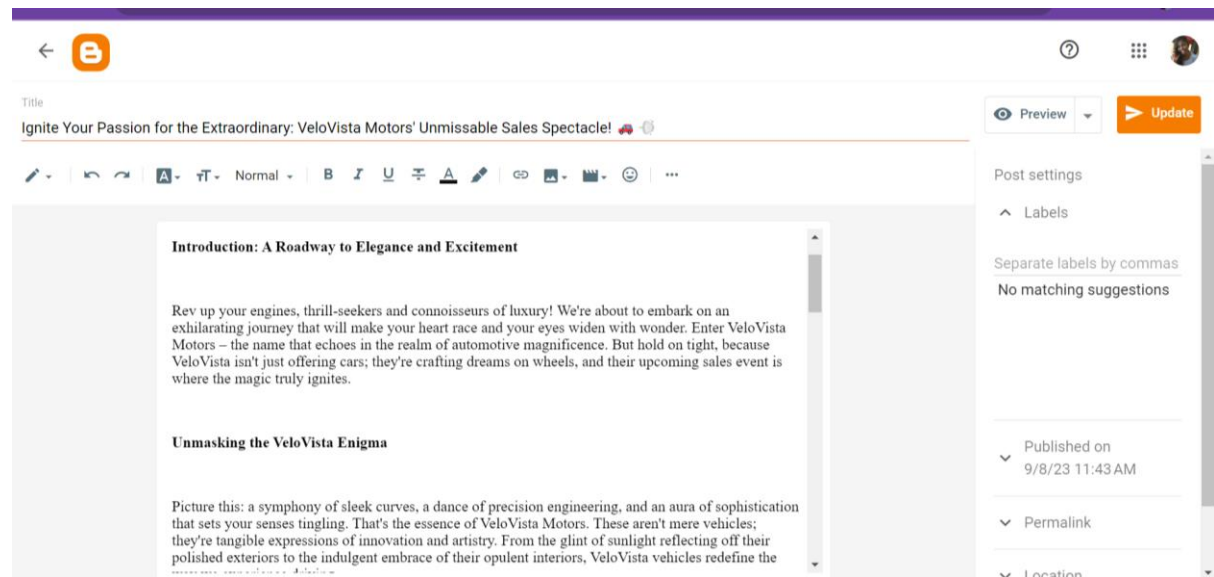 Title
Ignite Your Passion for the Extraordinary: VeloVista Motors' Unmissable Sales Spectacle! 🚗 💨
Preview
Update
Normal
B I U A
Post settings
Labels
Separate labels by commas
No matching suggestions
Introduction: A Roadway to Elegance and Excitement
Rev up your engines, thrill-seekers and connoisseurs of luxury! We're about to embark on an
exhilarating journey that will make your heart race and your eyes widen with wonder. Enter VeloVista
Motors – the name that echoes in the realm of automotive magnificence. But hold on tight, because
VeloVista isn't just offering cars; they're crafting dreams on wheels, and their upcoming sales event is
where the magic truly ignites.
Unmasking the VeloVista Enigma
Picture this: a symphony of sleek curves, a dance of precision engineering, and an aura of sophistication
that sets your senses tingling. That's the essence of VeloVista Motors. These aren't mere vehicles;
they're tangible expressions of innovation and artistry. From the glint of sunlight reflecting off their
polished exteriors to the indulgent embrace of their opulent interiors, VeloVista vehicles redefine the
Published on
9/8/23 11:43 AM
Permalink
Location